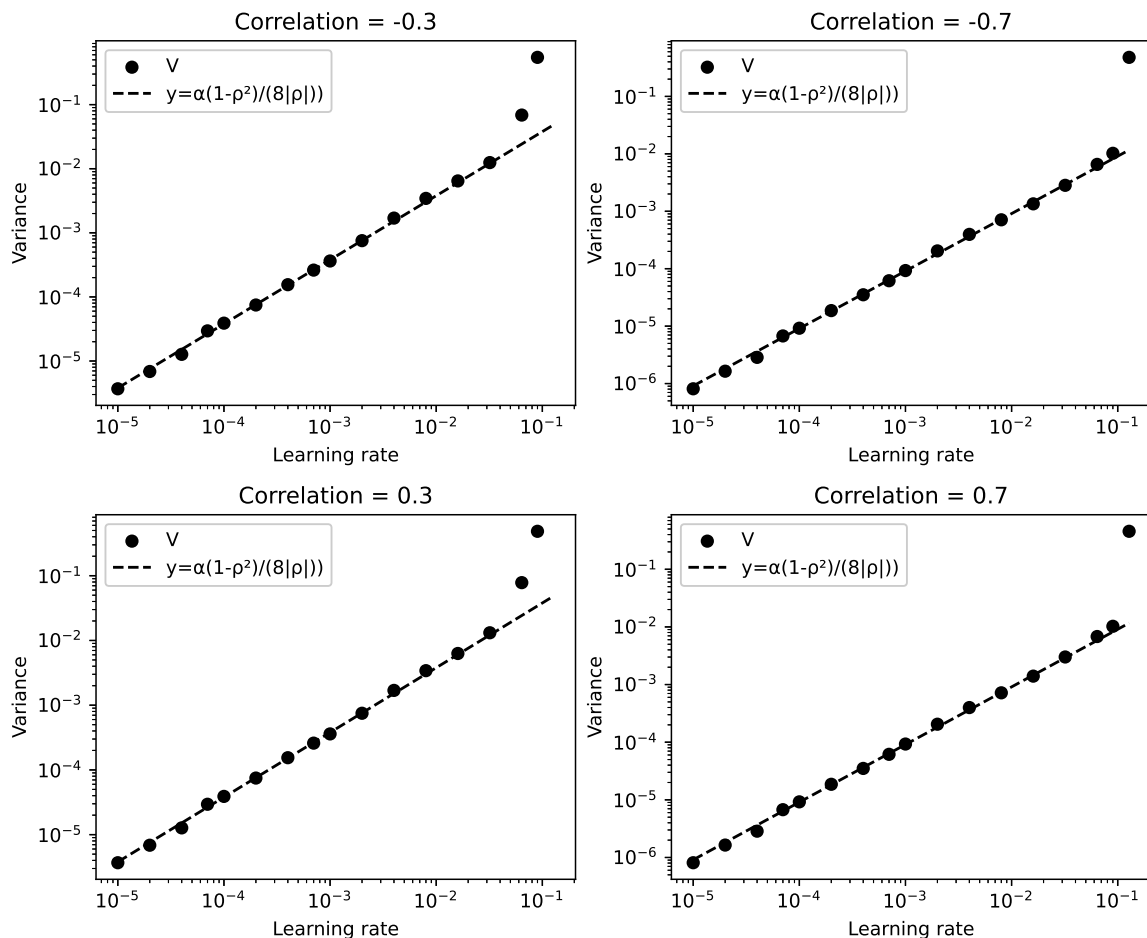 Correlation = -0.3
V
y=α(1-ρ²)/(8|ρ|))
10⁻¹
10⁻²
10⁻³
10⁻⁴
10⁻⁵
Variance
10⁻⁵ 10⁻⁴ 10⁻³ 10⁻² 10⁻¹
Learning rate
Correlation = -0.7
V
y=α(1-ρ²)/(8|ρ|))
10⁻¹
10⁻²
10⁻³
10⁻⁴
10⁻⁵
10⁻⁶
Variance
10⁻⁵ 10⁻⁴ 10⁻³ 10⁻² 10⁻¹
Learning rate
Correlation = 0.3
V
y=α(1-ρ²)/(8|ρ|))
10⁻¹
10⁻²
10⁻³
10⁻⁴
10⁻⁵
Variance
10⁻⁵ 10⁻⁴ 10⁻³ 10⁻² 10⁻¹
Learning rate
Correlation = 0.7
V
y=α(1-ρ²)/(8|ρ|))
10⁻¹
10⁻²
10⁻³
10⁻⁴
10⁻⁵
10⁻⁶
Variance
10⁻⁵ 10⁻⁴ 10⁻³ 10⁻² 10⁻¹
Learning rate